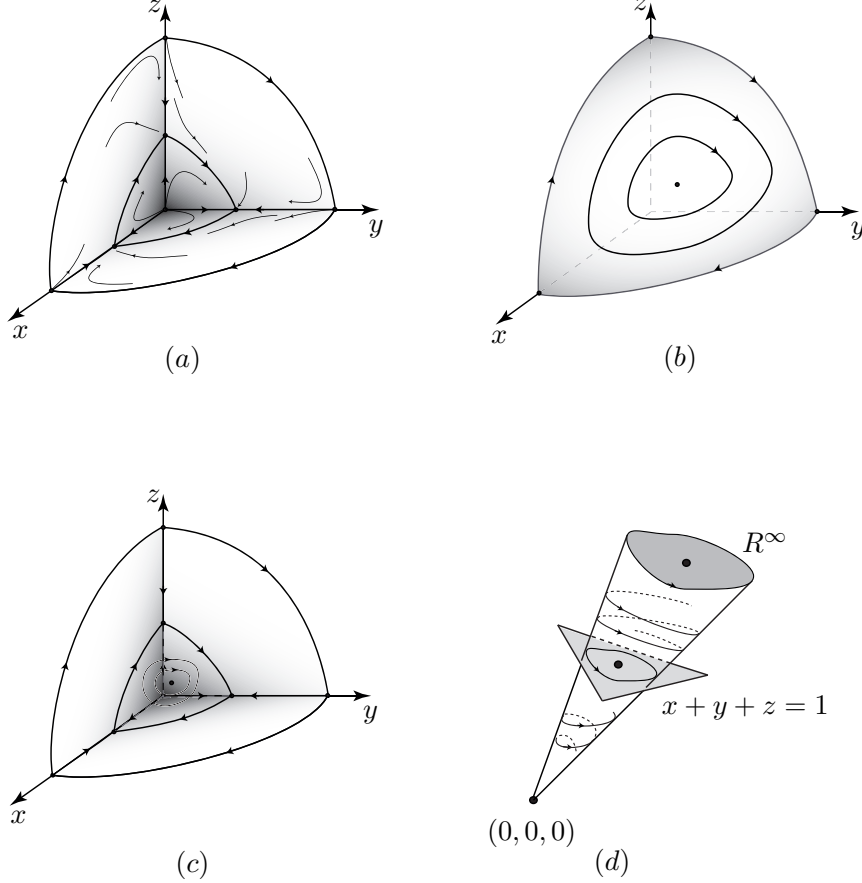 z
y
x
(a)
z
y
x
(b)
z
y
x
(c)
R^∞
x + y + z = 1
(0, 0, 0)
(d)